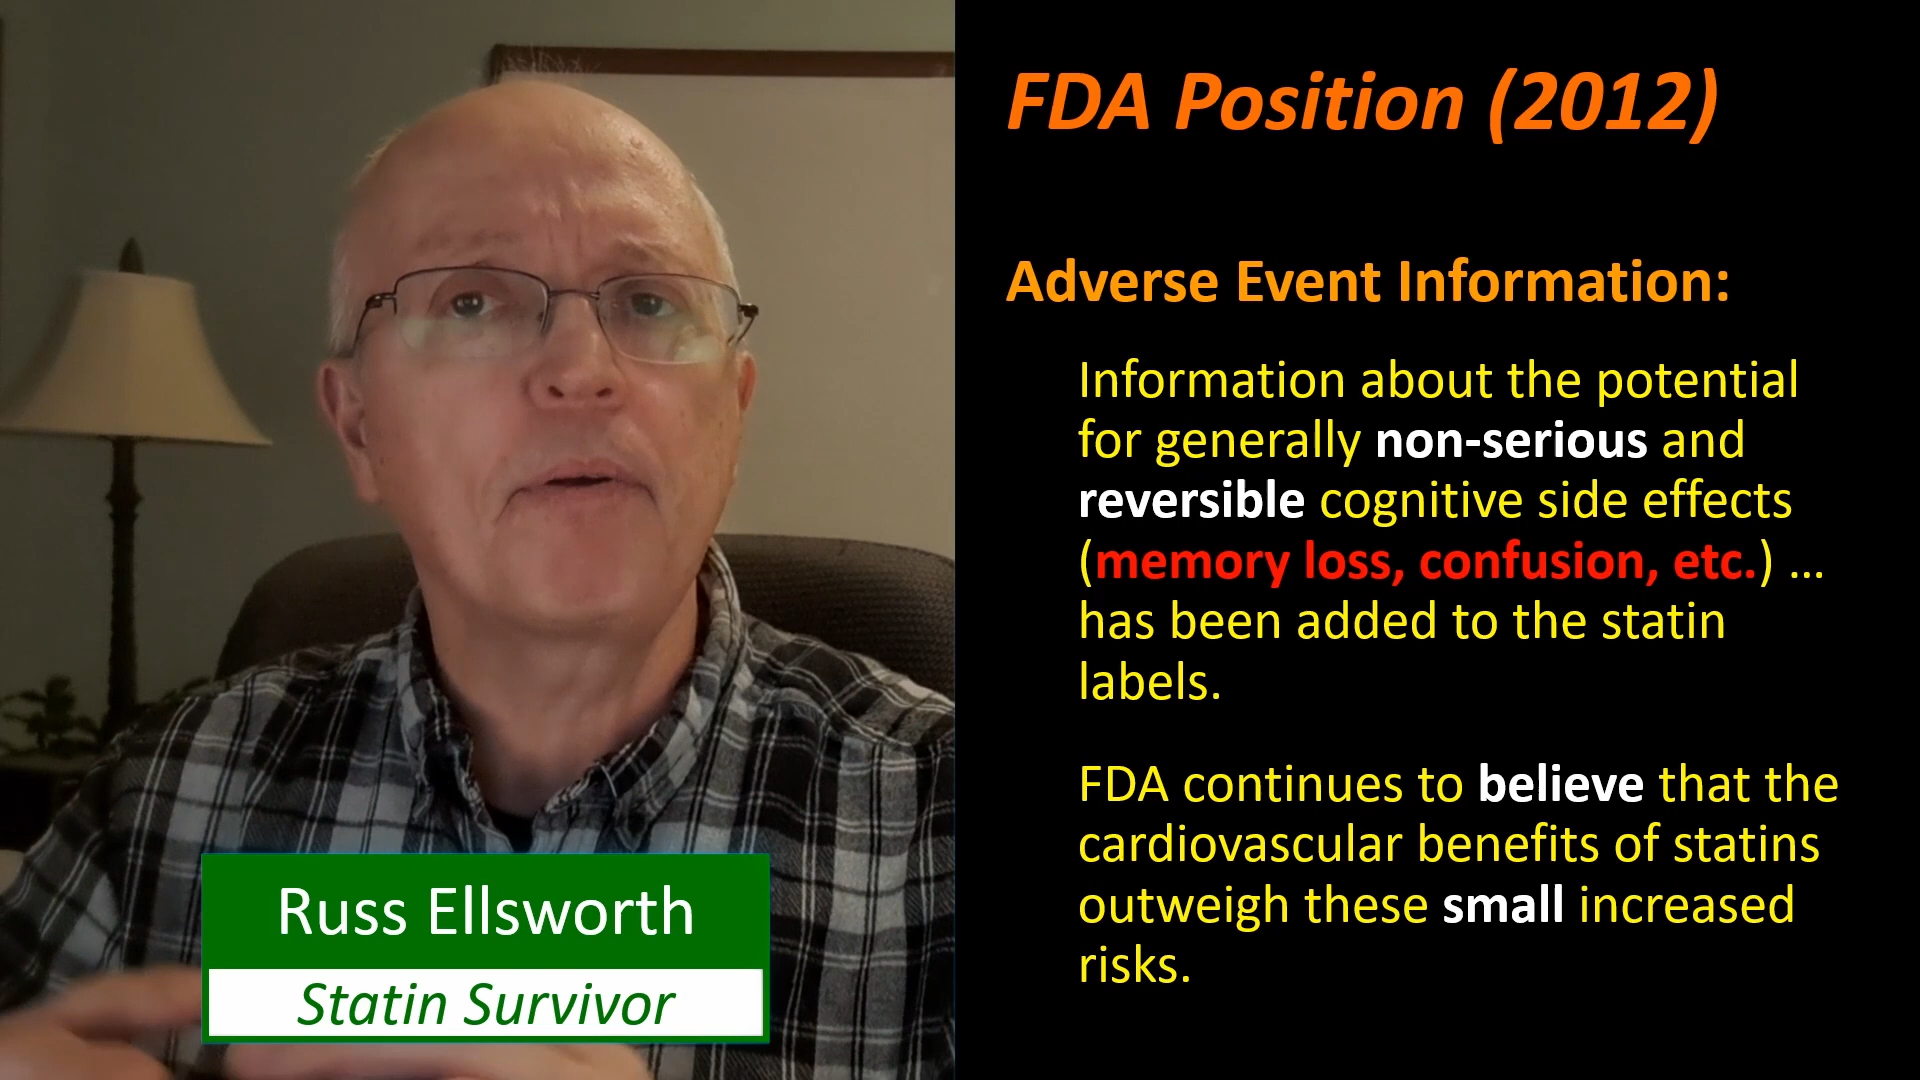 FDA Position (2012)
Adverse Event Information:
Information about the potential
for generally non-serious and
reversible cognitive side effects
(memory loss, confusion, etc.) ...
has been added to the statin
labels.
FDA continues to believe that the
cardiovascular benefits of statins
outweigh these small increased
risks.
Russ Ellsworth
Statin Survivor